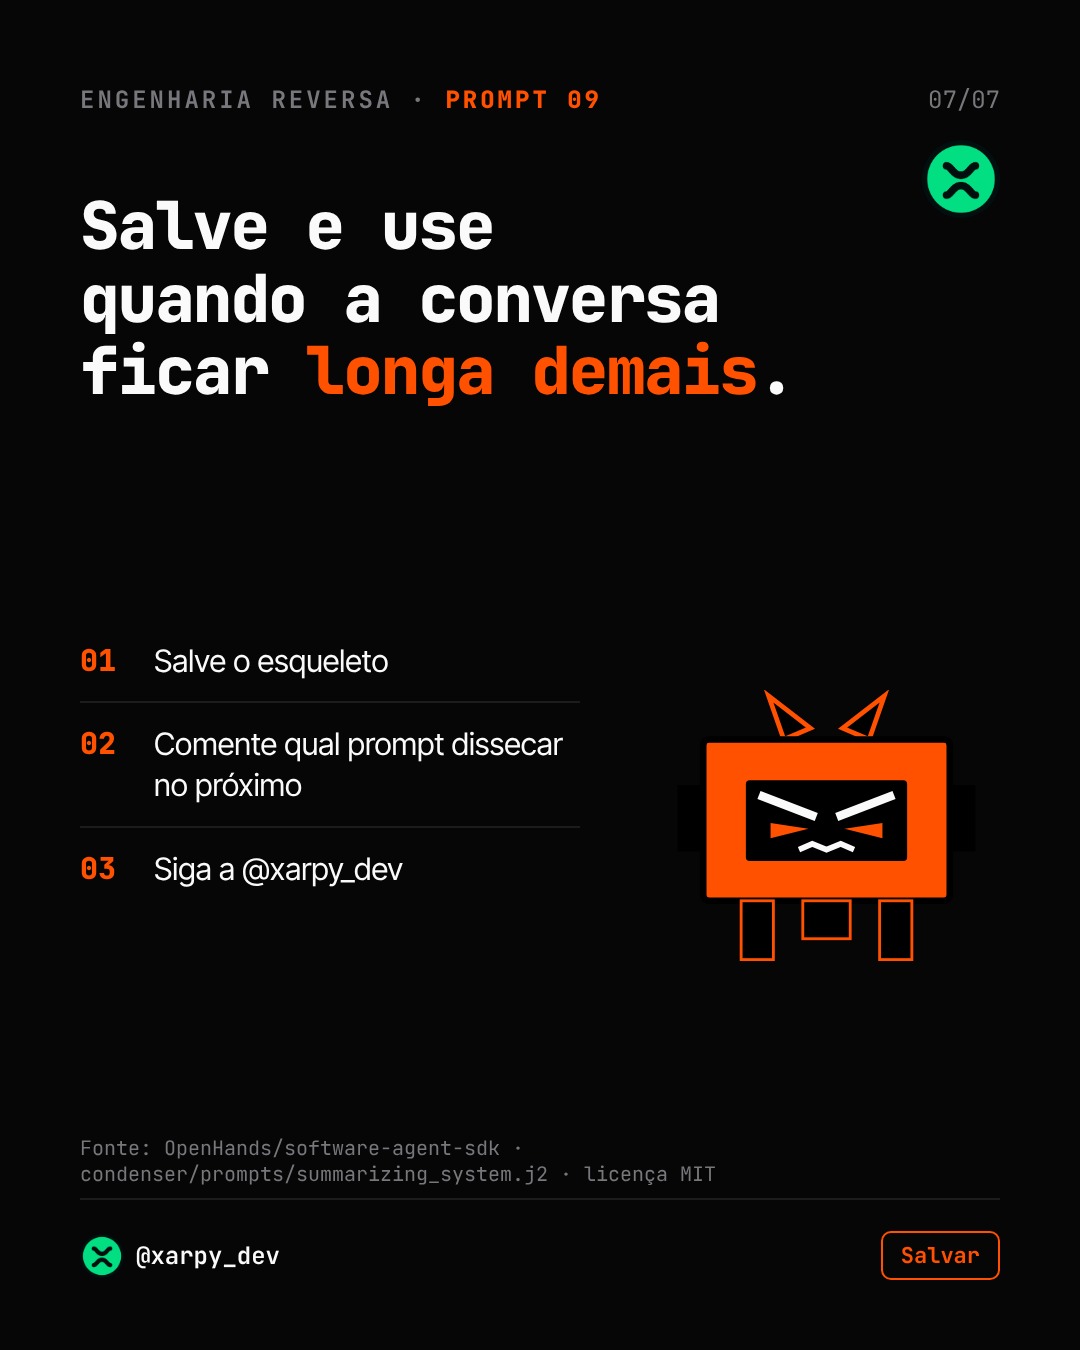 ENGENHARIA REVERSA · PROMPT 09
07/07
Salve e use
quando a conversa
ficar longa demais.
01 Salve o esqueleto
02 Comente qual prompt dissecar
no próximo
03 Siga a @xarpy_dev
Fonte: OpenHands/software-agent-sdk ·
condenser/prompts/summarizing_system.j2 · licença MIT
@xarpy_dev
Salvar